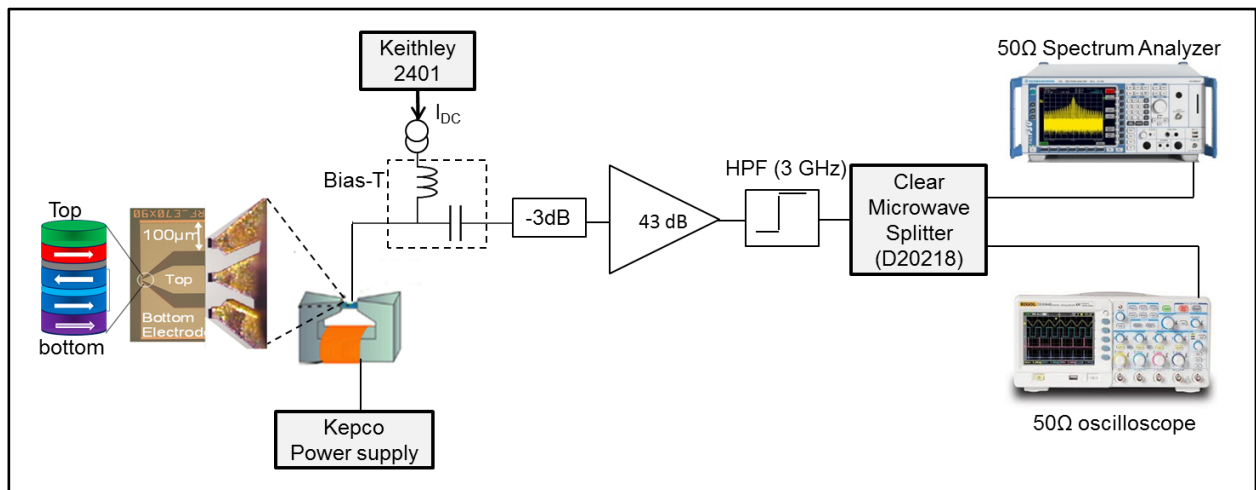 Keithley
2401
I_DC
Bias-T
50Ω Spectrum Analyzer
HPF (3 GHz)
-3dB
43 dB
Clear
Microwave
Splitter
(D20218)
Top
100µm
Top
Bottom
Electrode
bottom
Kepco
Power supply
50Ω oscilloscope